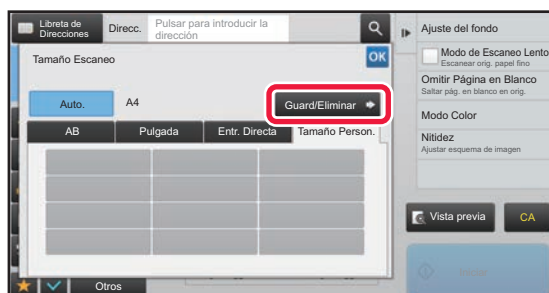 Libreta de
Direcciones
Direcc.
Pulsar para introducir la
dirección
Tamaño Escaneo
OK
Auto.
A4
Guard/Eliminar
AB
Pulgada
Entr. Directa
Tamaño Person.
Otros
Ajuste del fondo
Modo de Escaneo Lento
Escanear orig. papel fino
Omitir Página en Blanco
Saltar pág. en blanco en orig.
Modo Color
Nitidez
Ajustar esquema de imagen
Vista previa
CA